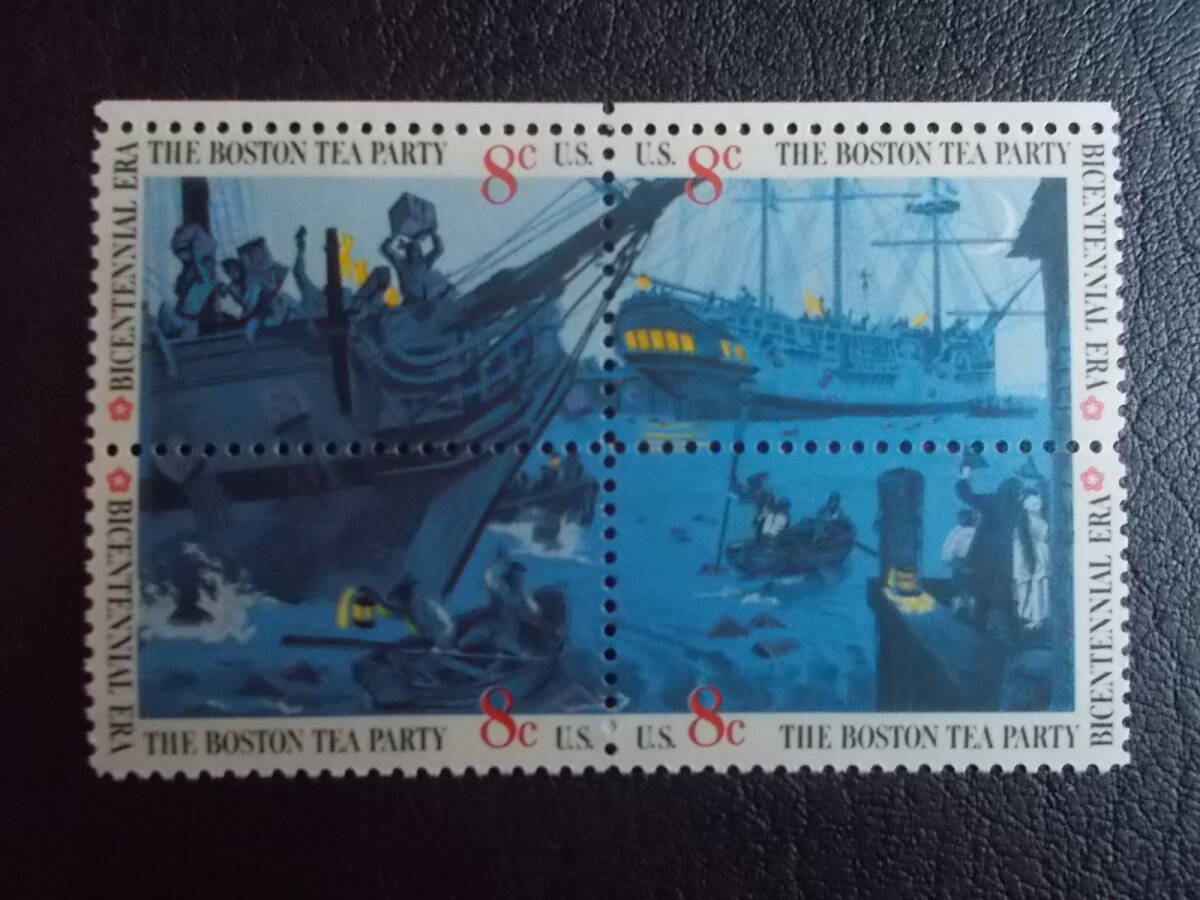 THE BOSTON TEA PARTY 8c U.S.
BICENTENNIAL ERA
U.S. 8c THE BOSTON TEA PARTY
BICENTENNIAL ERA
BICENTENNIAL ERA
THE BOSTON TEA PARTY 8c U.S.
U.S. 8c THE BOSTON TEA PARTY
BICENTENNIAL ERA